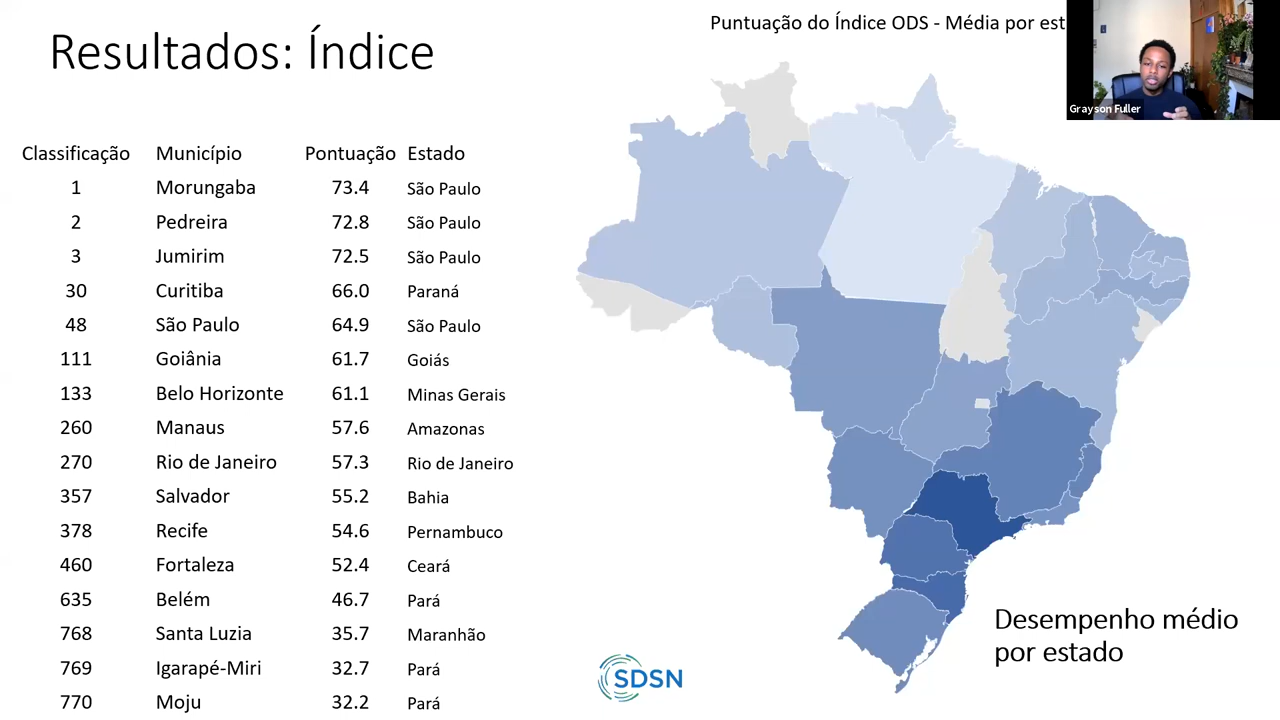 Resultados: Índice
Puntuação do Índice ODS - Média por est
Grayson Fuller
Classificação Município Pontuação Estado
1 Morungaba 73.4 São Paulo
2 Pedreira 72.8 São Paulo
3 Jumirim 72.5 São Paulo
30 Curitiba 66.0 Paraná
48 São Paulo 64.9 São Paulo
111 Goiânia 61.7 Goiás
133 Belo Horizonte 61.1 Minas Gerais
260 Manaus 57.6 Amazonas
270 Rio de Janeiro 57.3 Rio de Janeiro
357 Salvador 55.2 Bahia
378 Recife 54.6 Pernambuco
460 Fortaleza 52.4 Ceará
635 Belém 46.7 Pará
768 Santa Luzia 35.7 Maranhão
769 Igarapé-Miri 32.7 Pará
770 Moju 32.2 Pará
Desempenho médio
por estado
SDSN